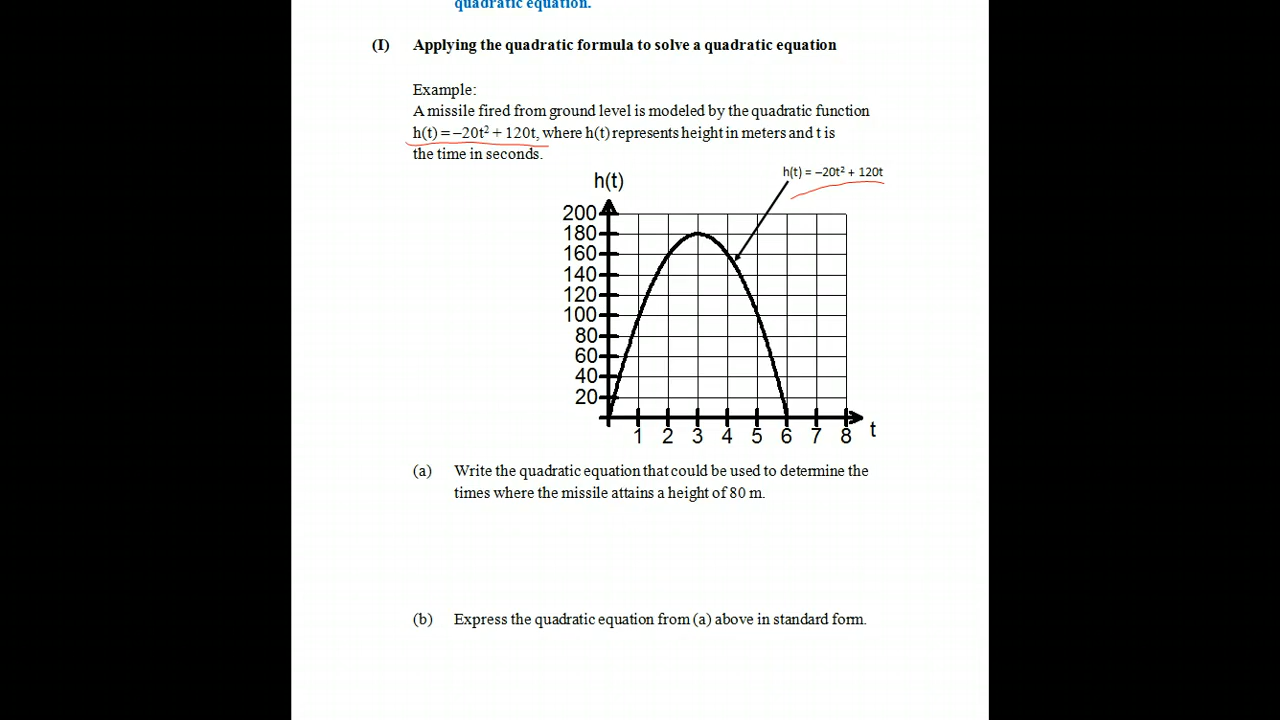 quadratic equation.
(I) Applying the quadratic formula to solve a quadratic equation
Example:
A missile fired from ground level is modeled by the quadratic function
h(t) = −20t² + 120t, where h(t) represents height in meters and t is
the time in seconds.
h(t) = −20t² + 120t
h(t)
200
180
160
140
120
100
80
60
40
20
1 2 3 4 5 6 7 8 t
(a) Write the quadratic equation that could be used to determine the
times where the missile attains a height of 80 m.
(b) Express the quadratic equation from (a) above in standard form.